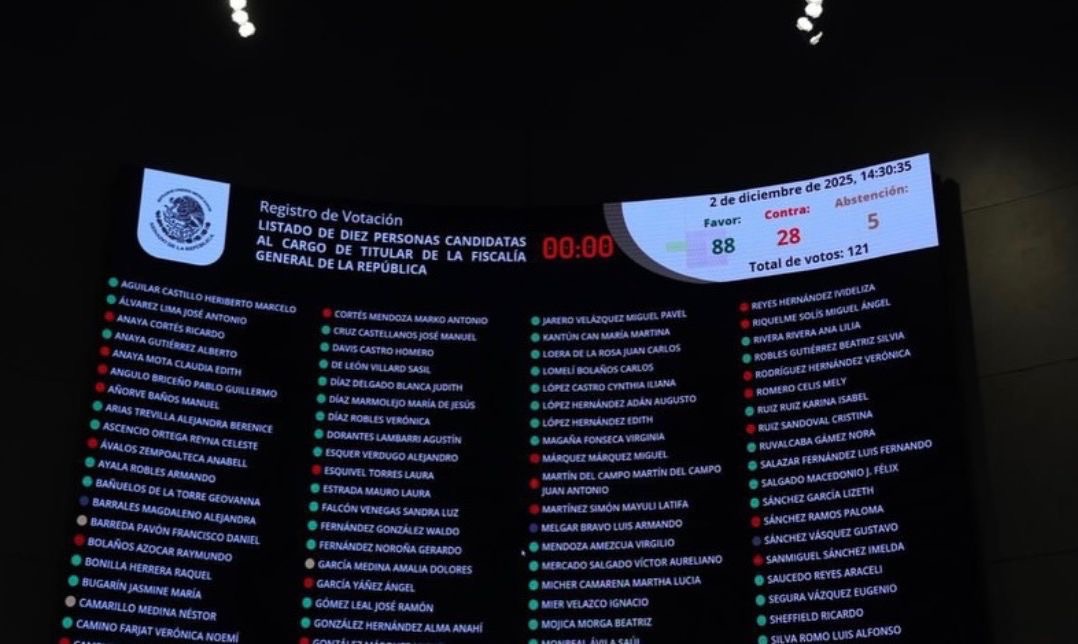 Registro de Votación
LISTADO DE DIEZ PERSONAS CANDIDATAS
AL CARGO DE TITULAR DE LA FISCALÍA
GENERAL DE LA REPÚBLICA
00:00
2 de diciembre de 2025, 14:30:35
Favor:
88
Contra:
28
Abstención:
5
Total de votos: 121
AGUILAR CASTILLO HERIBERTO MARCELO
ÁLVAREZ LIMA JOSÉ ANTONIO
ANAYA CORTÉS RICARDO
ANAYA GUTIÉRREZ ALBERTO
ANAYA MOTA CLAUDIA EDITH
ANGULO BRICEÑO PABLO GUILLERMO
AÑORVE BAÑOS MANUEL
ARIAS TREVILLA ALEJANDRA BERENICE
ASCENCIO ORTEGA REYNA CELESTE
ÁVALOS ZEMPOALTECA ANABELL
AYALA ROBLES ARMANDO
BAÑUELOS DE LA TORRE GEOVANNA
BARRALES MAGDALENO ALEJANDRA
BARREDA PAVÓN FRANCISCO DANIEL
BOLAÑOS AZOCAR RAYMUNDO
BONILLA HERRERA RAQUEL
BUGARÍN JASMINE MARÍA
CAMARILLO MEDINA NÉSTOR
CAMINO FARJAT VERÓNICA NOEMÍ
CORTÉS MENDOZA MARKO ANTONIO
CRUZ CASTELLANOS JOSÉ MANUEL
DAVIS CASTRO HOMERO
DE LEÓN VILLARD SASIL
DÍAZ DELGADO BLANCA JUDITH
DÍAZ MARMOLEJO MARÍA DE JESÚS
DÍAZ ROBLES VERÓNICA
DORANTES LAMBARRI AGUSTÍN
ESQUER VERDUGO ALEJANDRO
ESQUIVEL TORRES LAURA
ESTRADA MAURO LAURA
FALCÓN VENEGAS SANDRA LUZ
FERNÁNDEZ GONZÁLEZ WALDO
FERNÁNDEZ NOROÑA GERARDO
GARCÍA MEDINA AMALIA DOLORES
GARCÍA YÁÑEZ ÁNGEL
GÓMEZ LEAL JOSÉ RAMÓN
GONZÁLEZ HERNÁNDEZ ALMA ANAHÍ
JARERO VELÁZQUEZ MIGUEL PAVEL
KANTÚN CAN MARÍA MARTINA
LOERA DE LA ROSA JUAN CARLOS
LOMELÍ BOLAÑOS CARLOS
LÓPEZ CASTRO CYNTHIA ILIANA
LÓPEZ HERNÁNDEZ ADÁN AUGUSTO
LÓPEZ HERNÁNDEZ EDITH
MAGAÑA FONSECA VIRGINIA
MÁRQUEZ MÁRQUEZ MIGUEL
MARTÍN DEL CAMPO MARTÍN DEL CAMPO
JUAN ANTONIO
MARTÍNEZ SIMÓN MAYULI LATIFA
MELGAR BRAVO LUIS ARMANDO
MENDOZA AMEZCUA VIRGILIO
MERCADO SALGADO VÍCTOR AURELIANO
MICHER CAMARENA MARTHA LUCIA
MIER VELAZCO IGNACIO
MOJICA MORGA BEATRIZ
MONREAL ÁVILA SAÚL
REYES HERNÁNDEZ IVIDELIZA
RIQUELME SOLÍS MIGUEL ÁNGEL
RIVERA RIVERA ANA LILIA
ROBLES GUTIÉRREZ BEATRIZ SILVIA
RODRÍGUEZ HERNÁNDEZ VERÓNICA
ROMERO CELIS MELY
RUIZ RUIZ KARINA ISABEL
RUIZ SANDOVAL CRISTINA
RUVALCABA GÁMEZ NORA
SALAZAR FERNÁNDEZ LUIS FERNANDO
SALGADO MACEDONIO J. FÉLIX
SÁNCHEZ GARCÍA LIZETH
SÁNCHEZ RAMOS PALOMA
SÁNCHEZ VÁSQUEZ GUSTAVO
SANMIGUEL SÁNCHEZ IMELDA
SAUCEDO REYES ARACELI
SEGURA VÁZQUEZ EUGENIO
SHEFFIELD RICARDO
SILVA ROMO LUIS ALFONSO